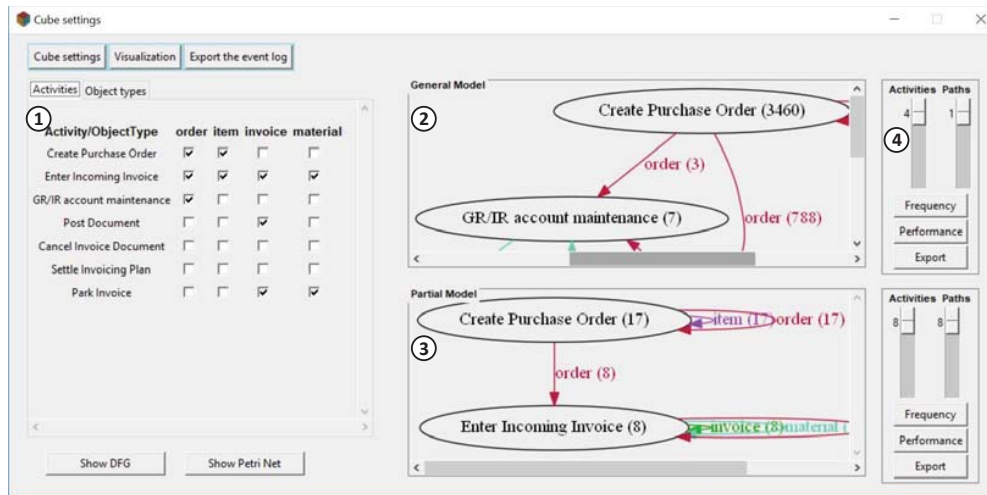 Cube settings
Cube settings Visualization Export the event log
Activities Object types
1
Activity/ObjectType order item invoice material
Create Purchase Order
Enter Incoming Invoice
GR/IR account maintenance
Post Document
Cancel Invoice Document
Settle Invoicing Plan
Park Invoice
Show DFG Show Petri Net
General Model
2
Create Purchase Order (3460)
order (3)
GR/IR account maintenance (7)
order (788)
Activities Paths
4 1
4
Frequency
Performance
Export
Partial Model
Create Purchase Order (17)
item (17) order (17)
3
order (8)
Enter Incoming Invoice (8)
invoice (8) material (
Activities Paths
8 8
Frequency
Performance
Export